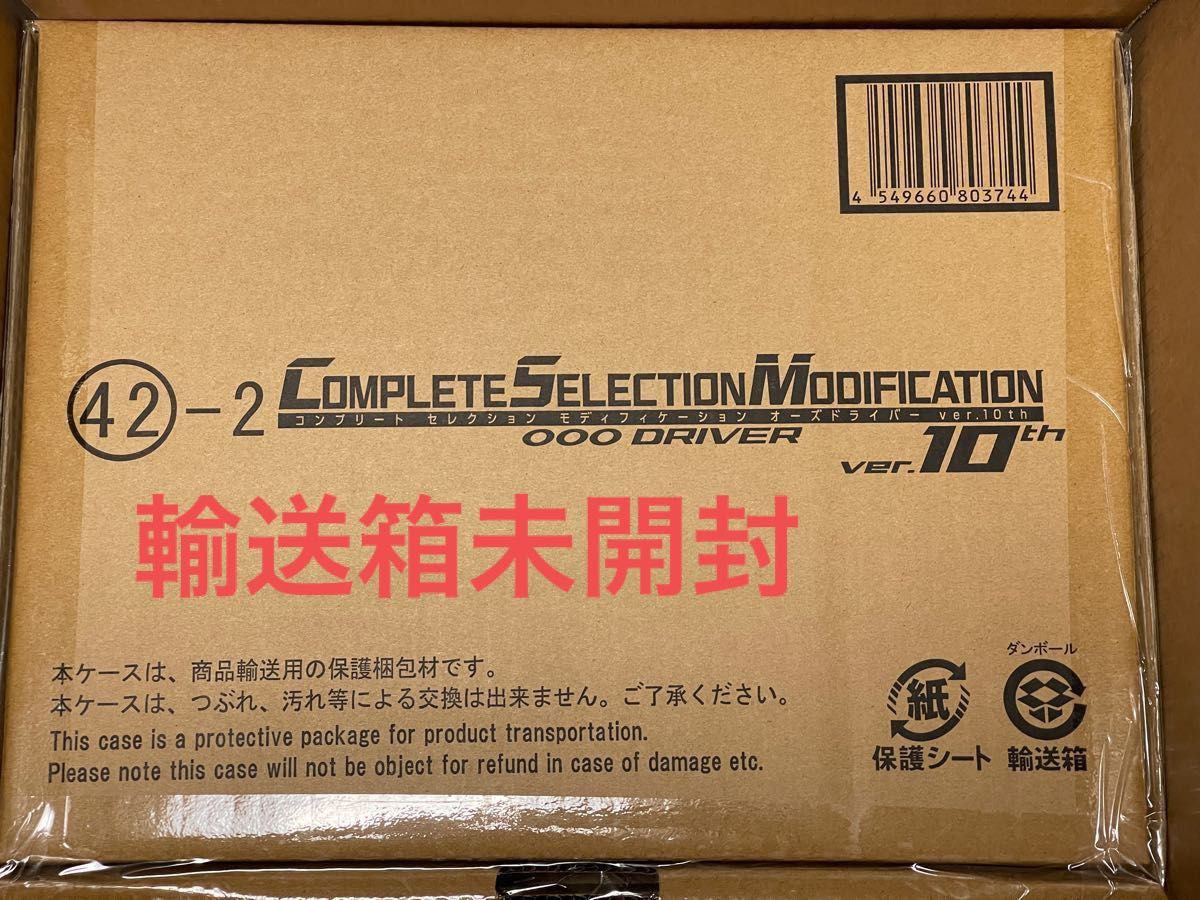 4 549660 803744
㊷-2 COMPLETE SELECTION MODIFICATION
コンプリート セレクション モディフィケーション オーズドライバー ver.10th
OOO DRIVER
ver.10th
輸送箱未開封
本ケースは、商品輸送用の保護梱包材です。
本ケースは、つぶれ、汚れ等による交換は出来ません。ご了承ください。
This case is a protective package for product transportation.
Please note this case will not be object for refund in case of damage etc.
紙
保護シート
ダンボール
輸送箱